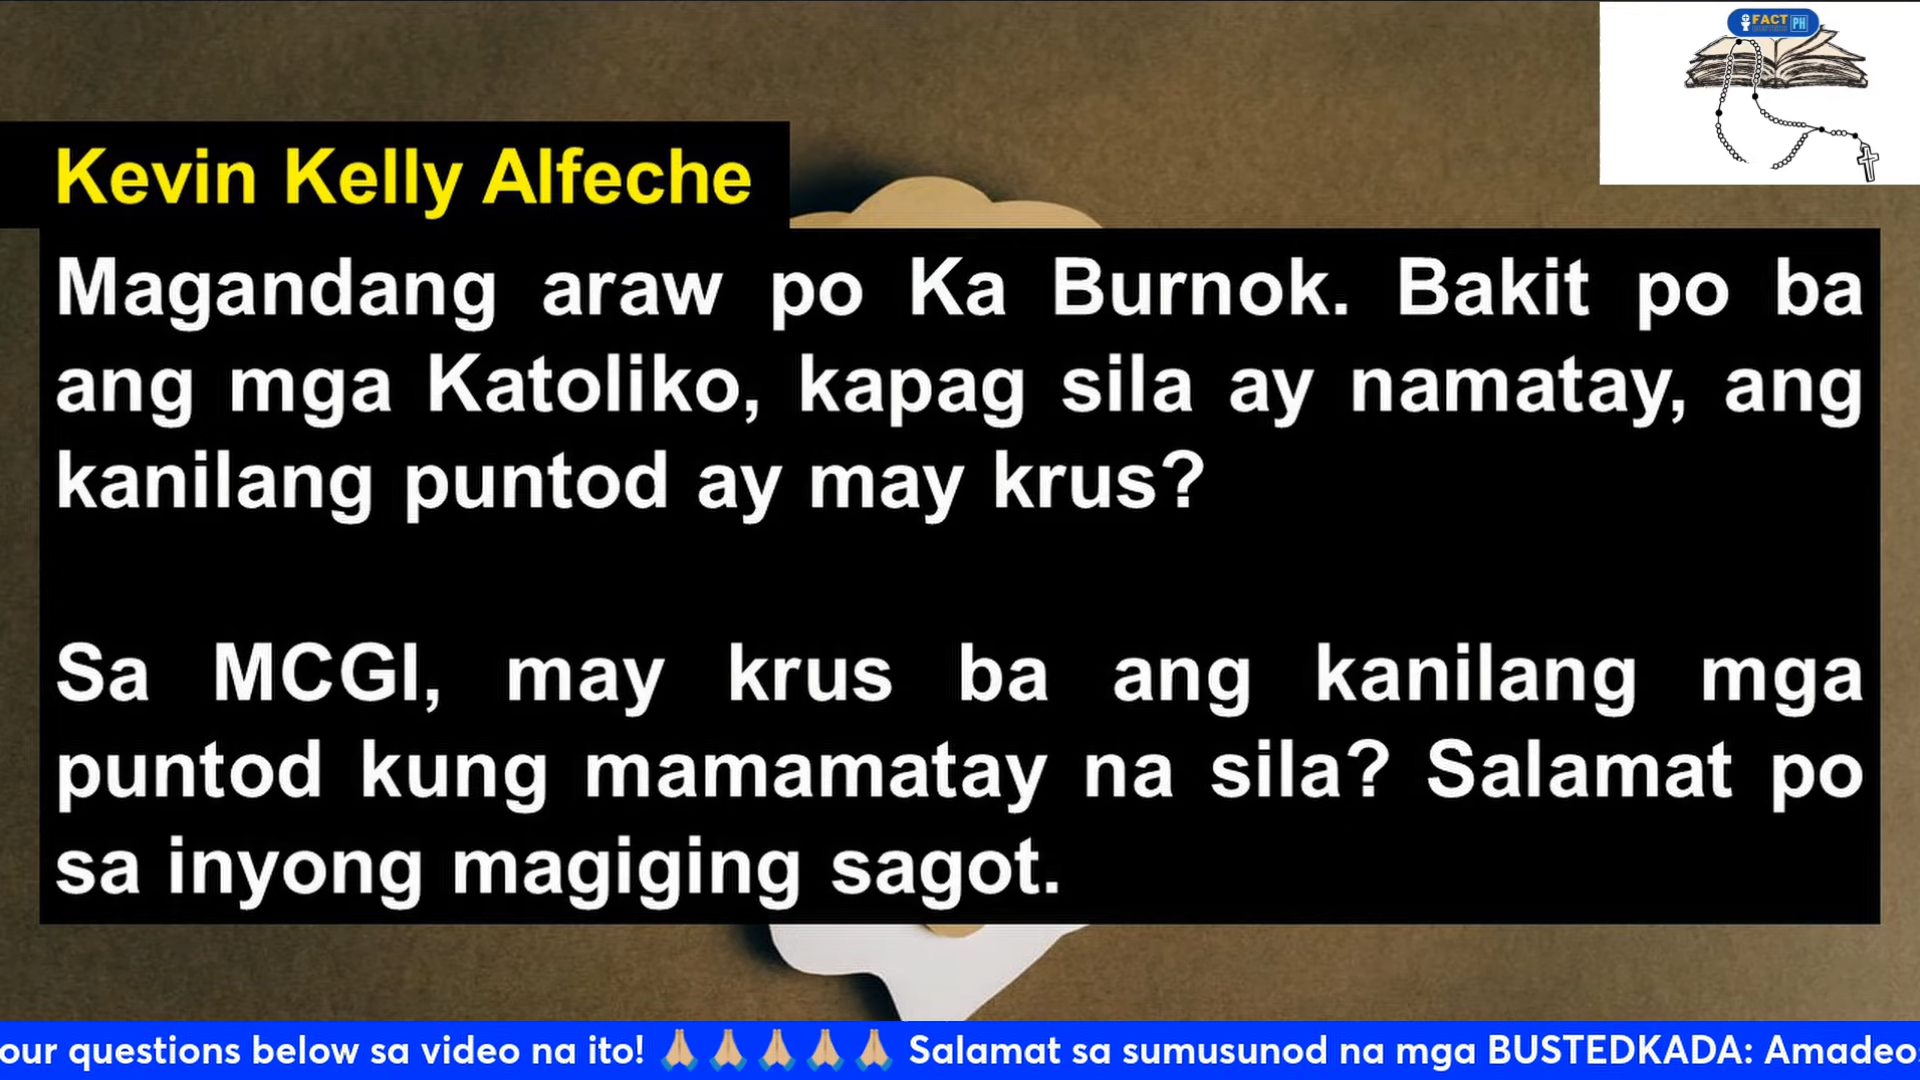 FACT
PH
Kevin Kelly Alfeche
Magandang araw po Ka Burnok. Bakit po ba
ang mga Katoliko, kapag sila ay namatay, ang
kanilang puntod ay may krus?
Sa MCGI, may krus ba ang kanilang mga
puntod kung mamamatay na sila? Salamat po
sa inyong magiging sagot.
our questions below sa video na ito! 🙏🏼🙏🏼🙏🏼🙏🏼🙏🏼 Salamat sa sumusunod na mga BUSTEDKADA: Amadeo